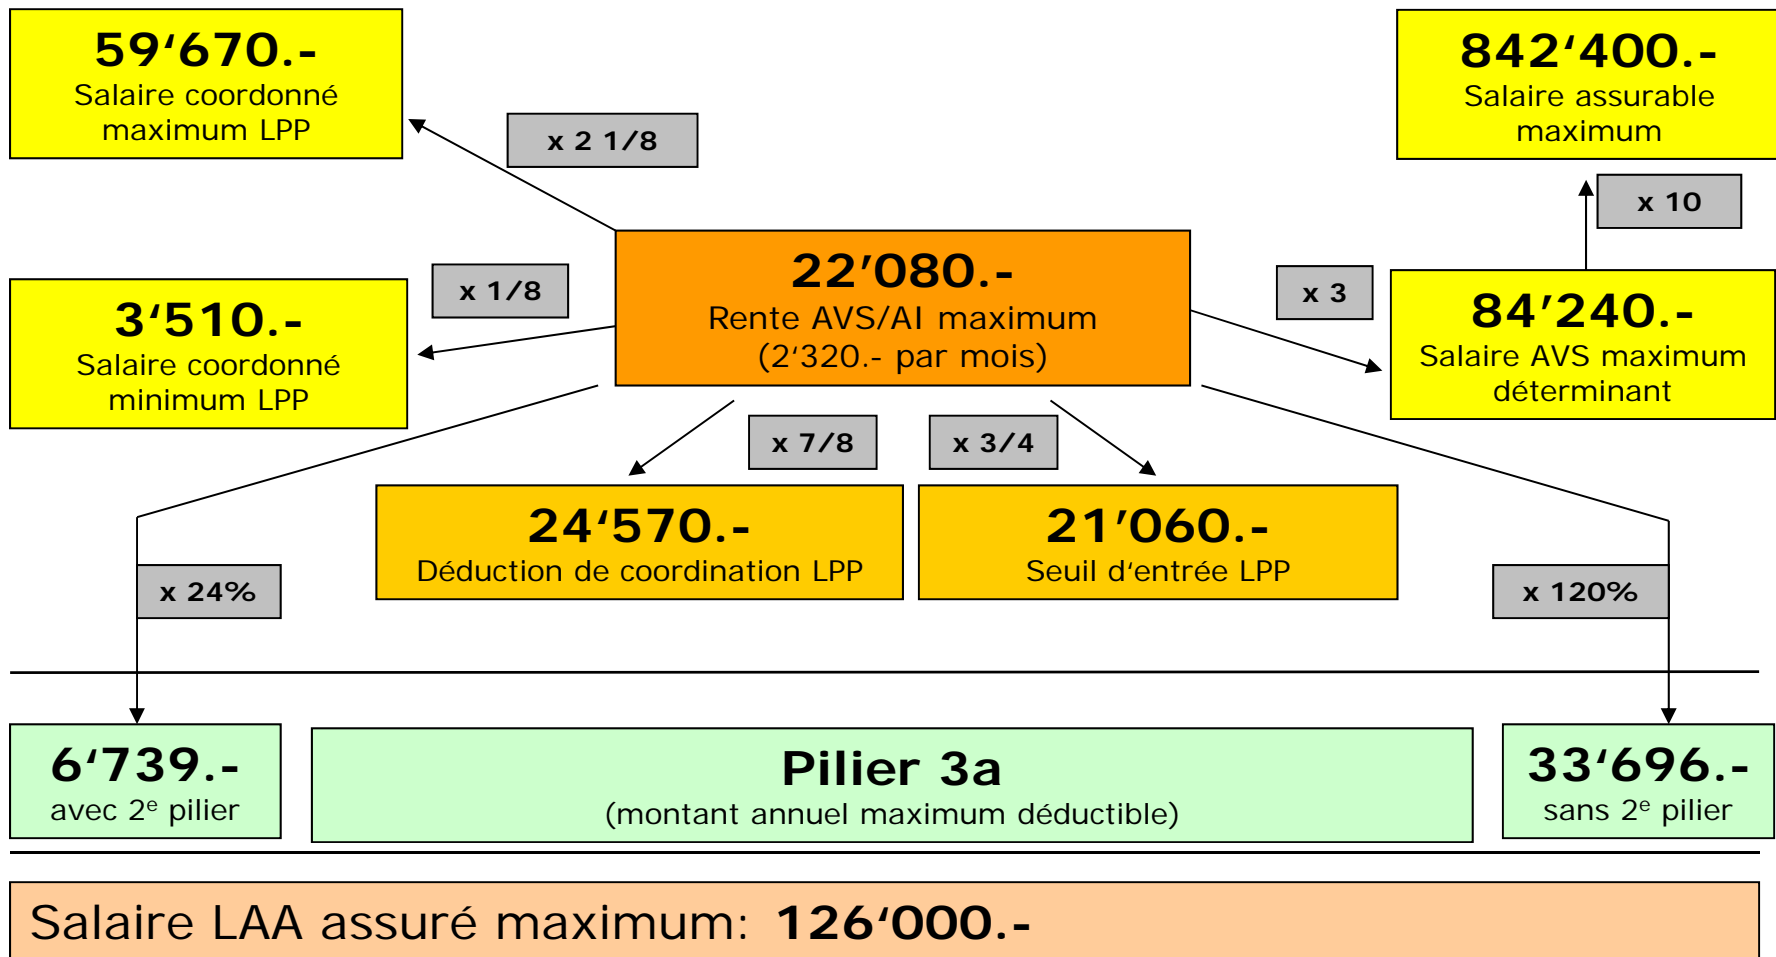 59‘670.-
Salaire coordonné
maximum LPP
x 2 1/8
842‘400.-
Salaire assurable
maximum
x 10
22’080.-
Rente AVS/AI maximum
(2‘320.- par mois)
x 1/8
3‘510.-
Salaire coordonné
minimum LPP
x 3
84’240.-
Salaire AVS maximum
déterminant
x 7/8
x 3/4
24‘570.-
Déduction de coordination LPP
21’060.-
Seuil d‘entrée LPP
x 24%
x 120%
6‘739.-
avec 2e pilier
Pilier 3a
(montant annuel maximum déductible)
33‘696.-
sans 2e pilier
Salaire LAA assuré maximum: 126‘000.-